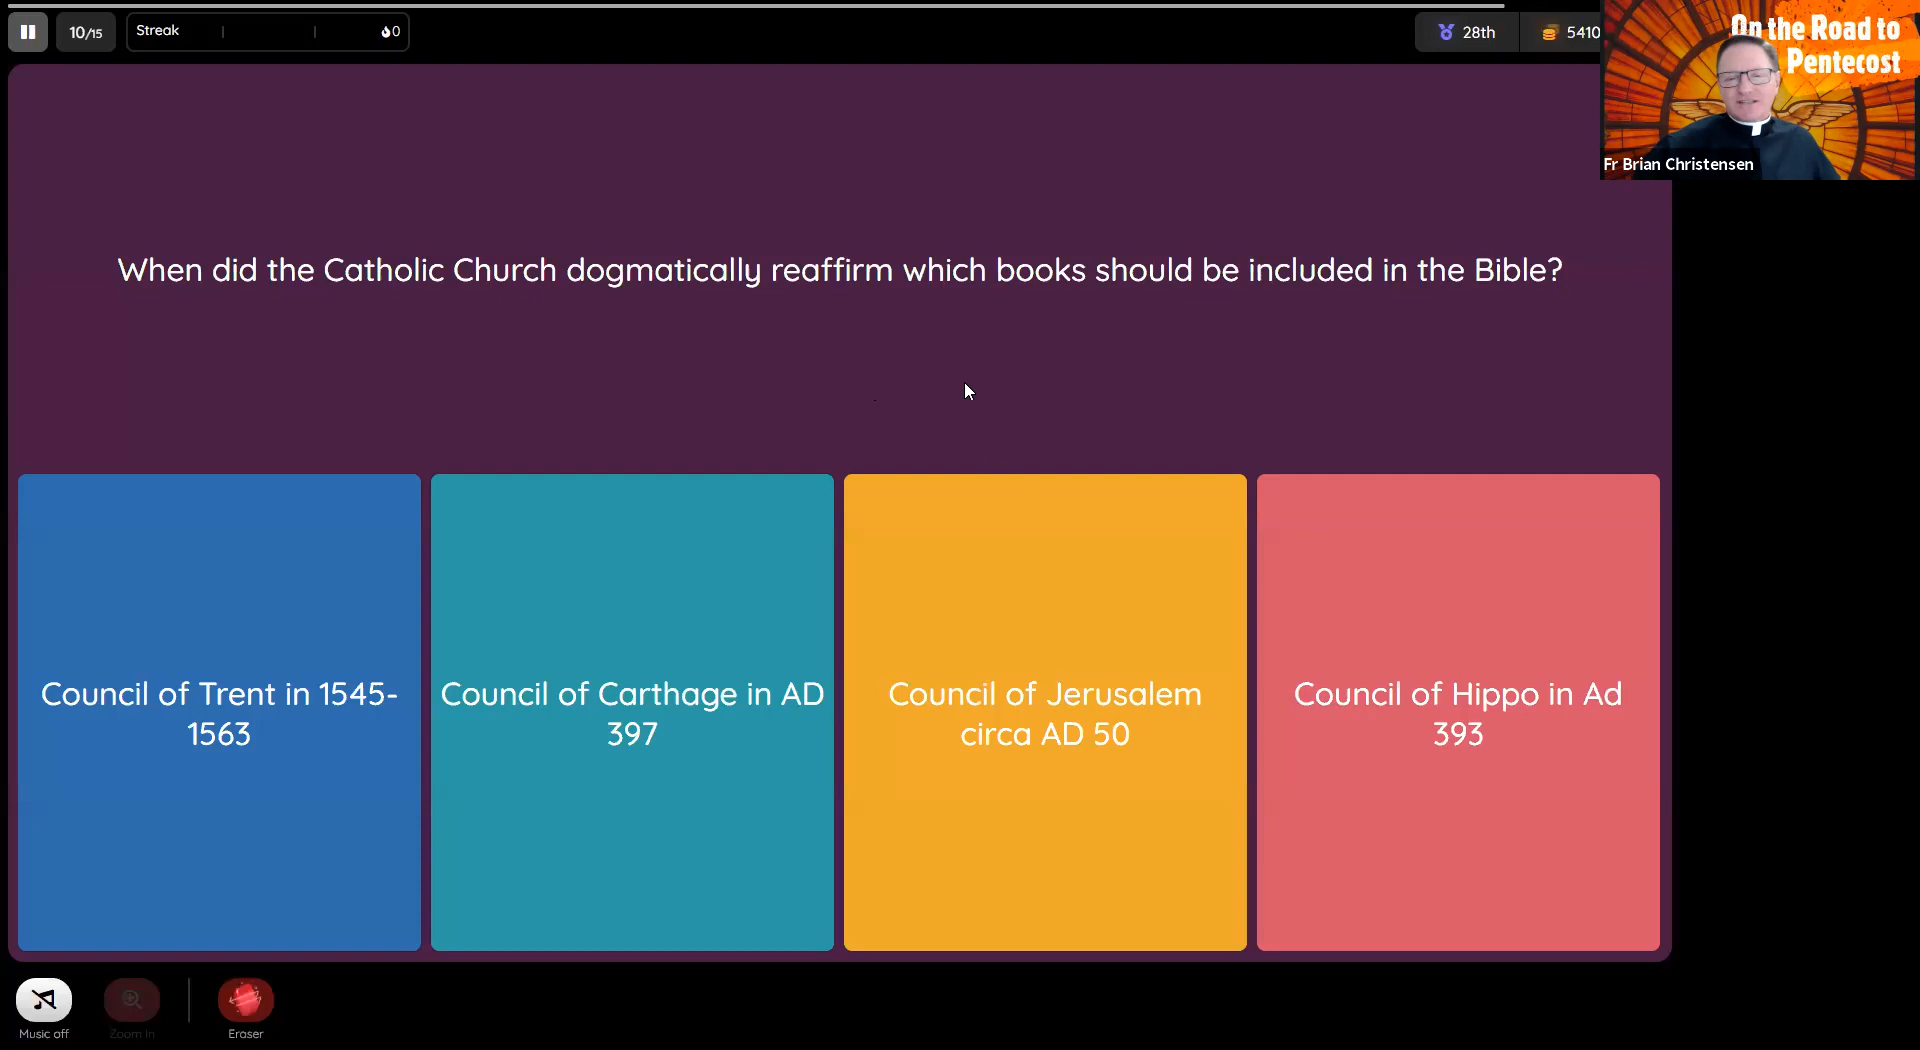 10/15
Streak
0
28th
5410
On the Road to
Pentecost
Fr Brian Christensen
When did the Catholic Church dogmatically reaffirm which books should be included in the Bible?
Council of Trent in 1545-
1563
Council of Carthage in AD
397
Council of Jerusalem
circa AD 50
Council of Hippo in Ad
393
Music off
Zoom In
Eraser